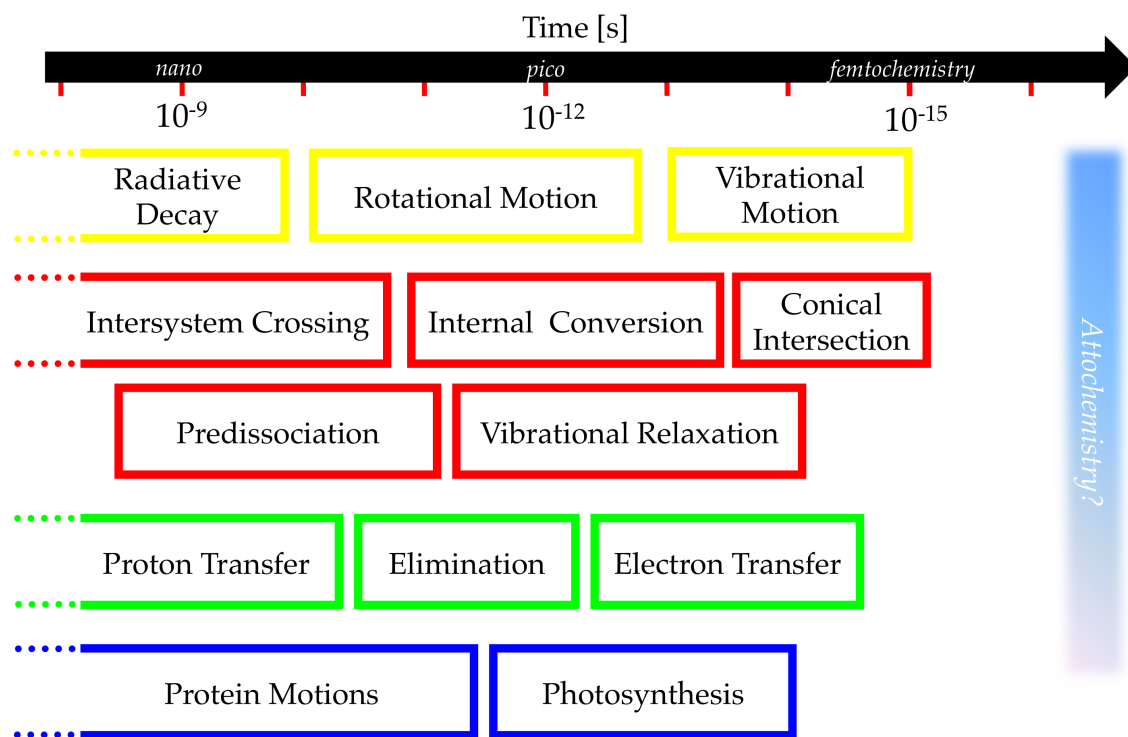 Time [s]
nano pico femtochemistry
10⁻⁹ 10⁻¹² 10⁻¹⁵
Radiative
Decay
Rotational Motion
Vibrational
Motion
Intersystem Crossing
Internal Conversion
Conical
Intersection
Predissociation
Vibrational Relaxation
Proton Transfer
Elimination
Electron Transfer
Protein Motions
Photosynthesis
Attochemistry?